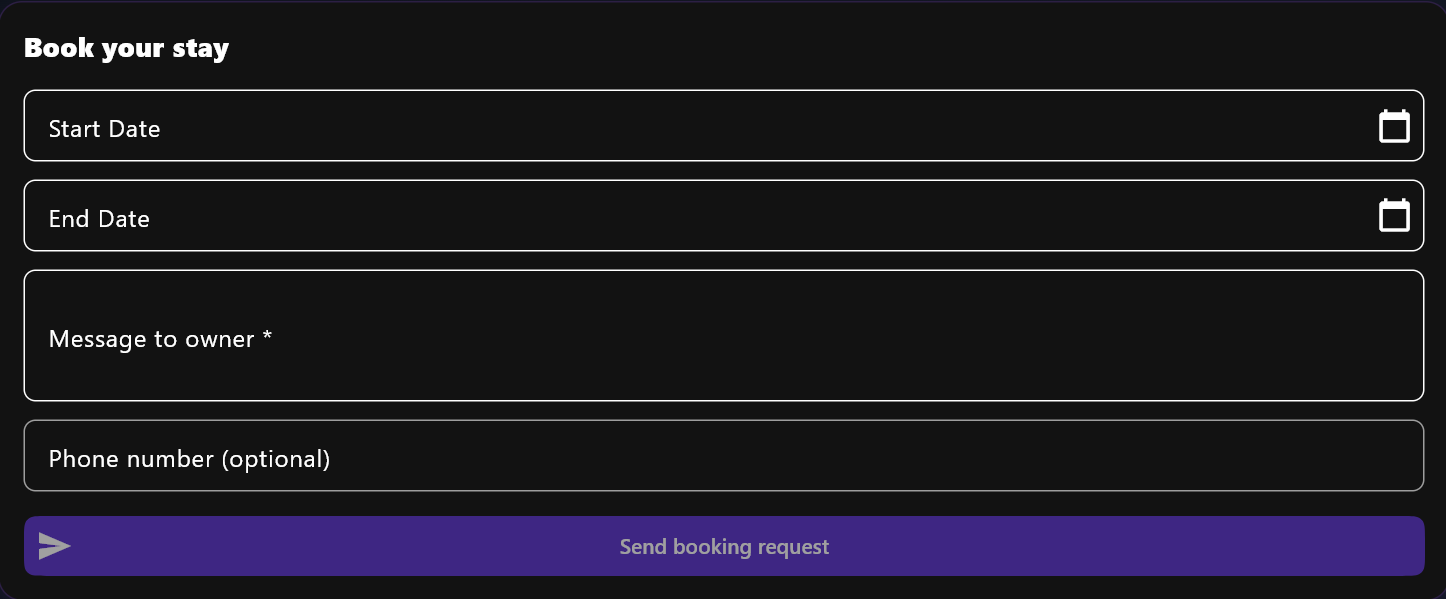 Book your stay
Start Date
End Date
Message to owner *
Phone number (optional)
Send booking request